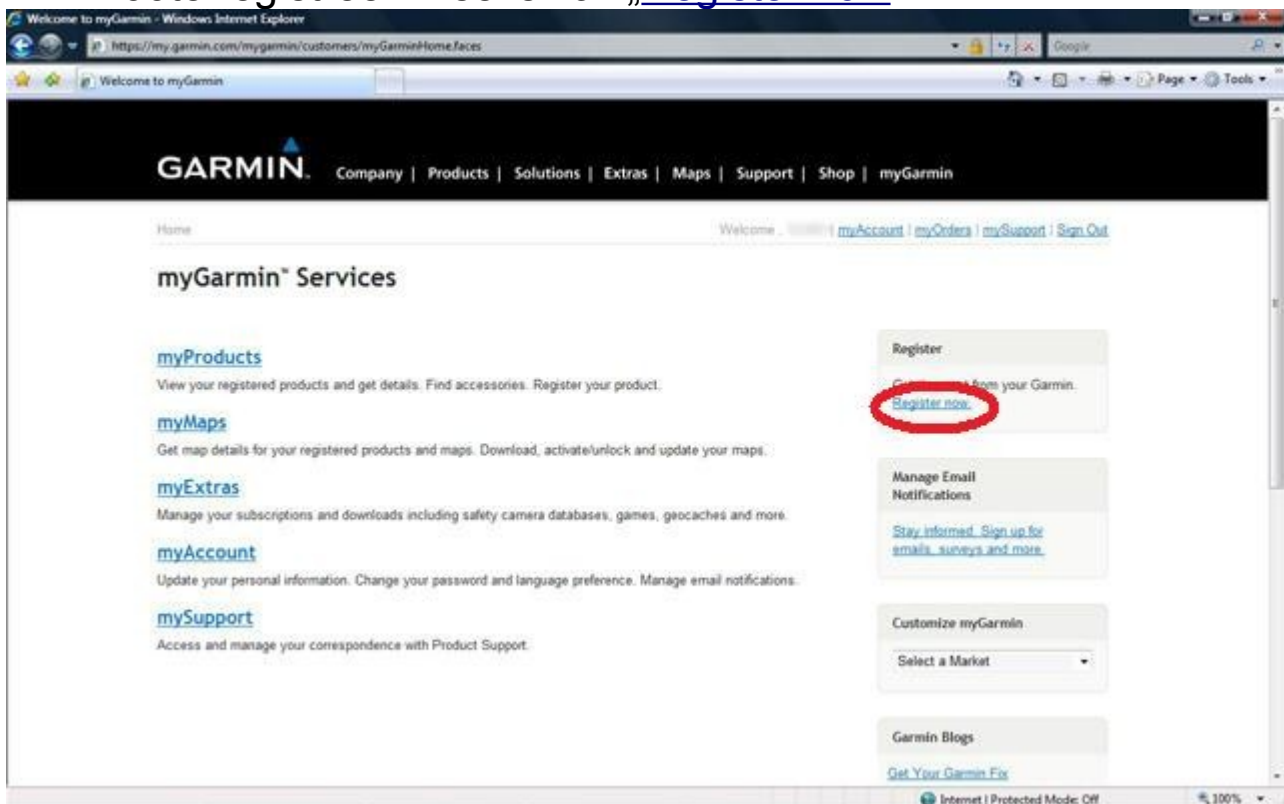 Welcome to myGarmin - Windows Internet Explorer
https://my.garmin.com/mygarmin/customers/myGarminHome.faces
Google
Welcome to myGarmin
Page
Tools
GARMIN.
Company | Products | Solutions | Extras | Maps | Support | Shop | myGarmin
Home
Welcome , | myAccount | myOrders | mySupport | Sign Out
myGarmin™ Services
myProducts
View your registered products and get details. Find accessories. Register your product.
myMaps
Get map details for your registered products and maps. Download, activate/unlock and update your maps.
myExtras
Manage your subscriptions and downloads including safety camera databases, games, geocaches and more.
myAccount
Update your personal information. Change your password and language preference. Manage email notifications.
mySupport
Access and manage your correspondence with Product Support.
Register
from your Garmin.
Register now.
Manage Email
Notifications
Stay informed. Sign up for
emails, surveys and more.
Customize myGarmin
Select a Market
Garmin Blogs
Get Your Garmin Fix
Internet | Protected Mode: Off
100%